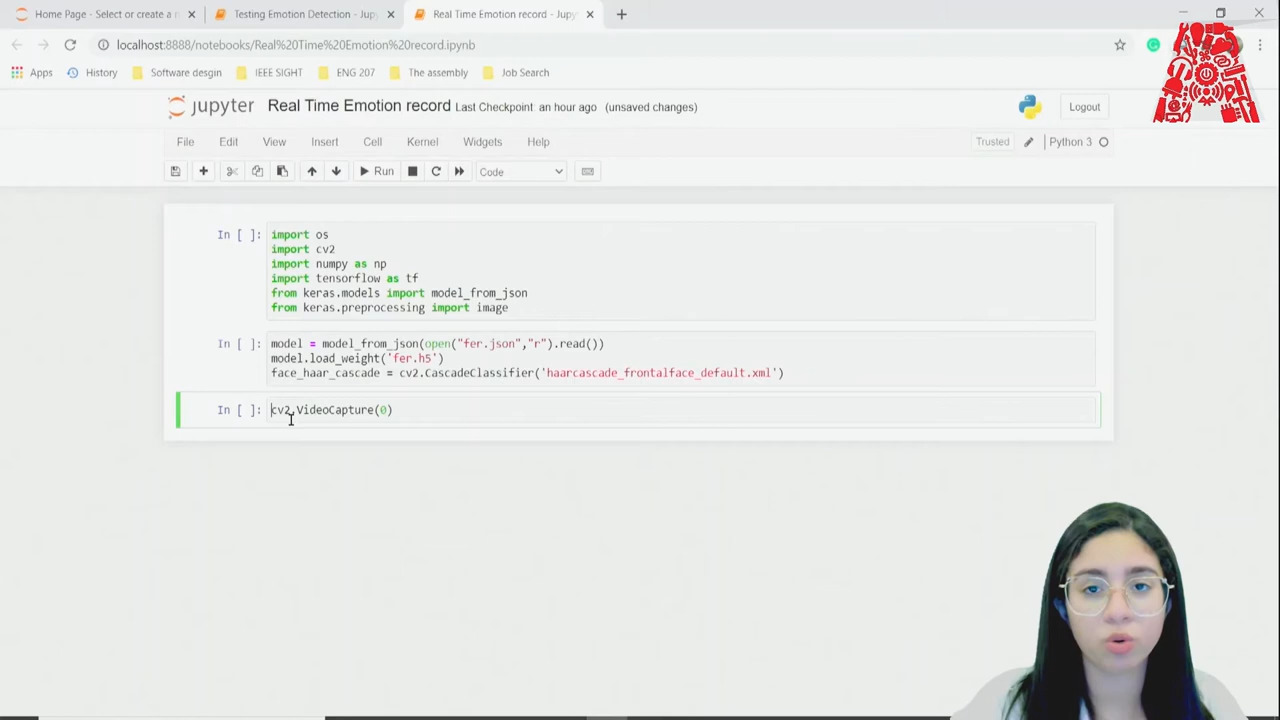 Home Page - Select or create a n
Testing Emotion Detection - Jup
Real Time Emotion record - Jupy
localhost:8888/notebooks/Real%20Time%20Emotion%20record.ipynb
Apps
History
Software desgin
IEEE SIGHT
ENG 207
The assembly
Job Search
jupyter Real Time Emotion record Last Checkpoint an hour ago (unsaved changes)
Logout
File Edit View Insert Cell Kernel Widgets Help
Trusted
Python 3
Run
Code
In [ ]: import os
import cv2
import numpy as np
import tensorflow as tf
from keras.models import model_from_json
from keras.preprocessing import image
In [ ]: model = model_from_json(open("fer.json","r").read())
model.load_weight('fer.h5')
face_haar_cascade = cv2.CascadeClassifier('haarcascade_frontalface_default.xml')
In [ ]: cv2.VideoCapture(0)